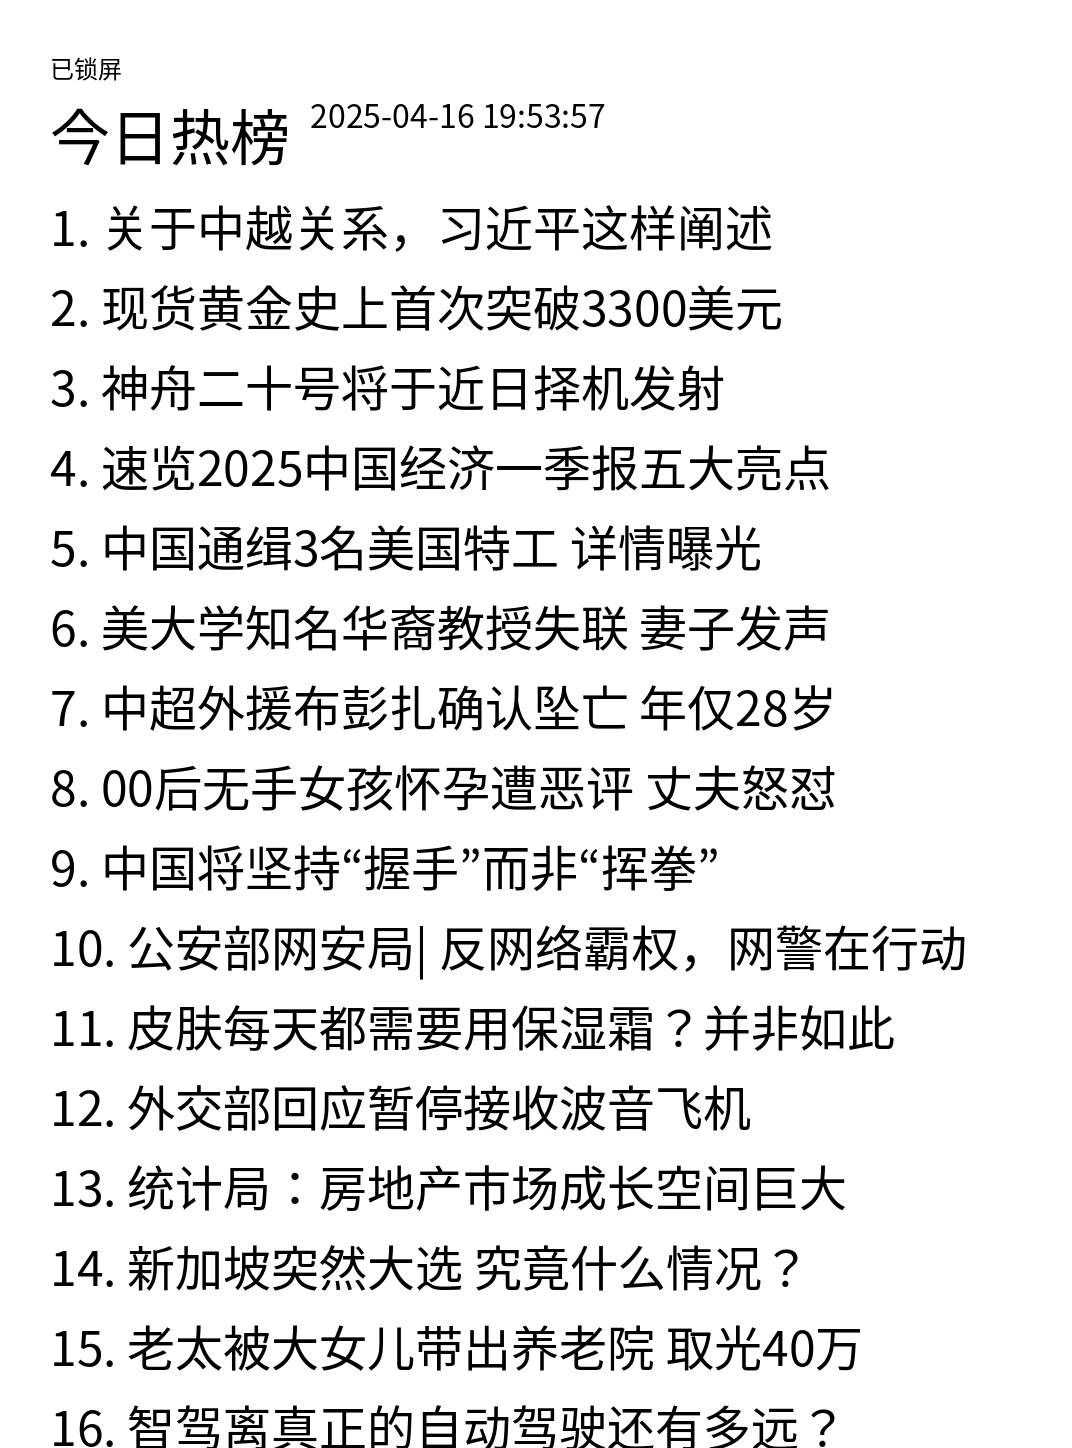 已锁屏
今日热榜 2025-04-16 19:53:57
1. 关于中越关系，习近平这样阐述
2. 现货黄金史上首次突破3300美元
3. 神舟二十号将于近日择机发射
4. 速览2025中国经济一季报五大亮点
5. 中国通缉3名美国特工 详情曝光
6. 美大学知名华裔教授失联 妻子发声
7. 中超外援布彭扎确认坠亡 年仅28岁
8. 00后无手女孩怀孕遭恶评 丈夫怒怼
9. 中国将坚持“握手”而非“挥拳”
10. 公安部网安局| 反网络霸权，网警在行动
11. 皮肤每天都需要用保湿霜？并非如此
12. 外交部回应暂停接收波音飞机
13. 统计局：房地产市场成长空间巨大
14. 新加坡突然大选 究竟什么情况？
15. 老太被大女儿带出养老院 取光40万
16. 智驾离真正的自动驾驶还有多远？